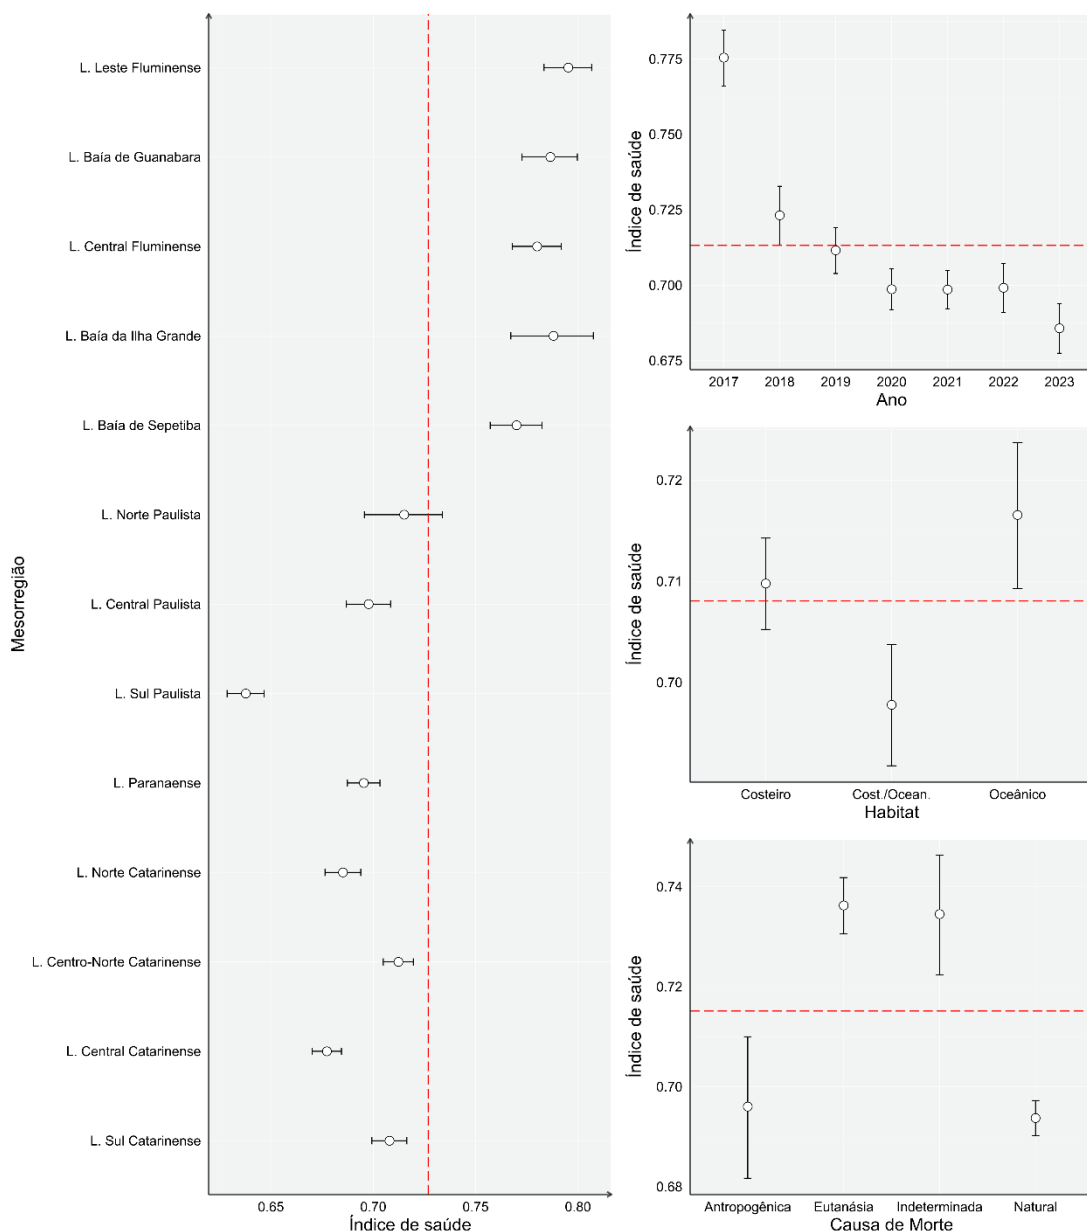 Mesorregião
L. Leste Fluminense
L. Baía de Guanabara
L. Central Fluminense
L. Baía da Ilha Grande
L. Baía de Sepetiba
L. Norte Paulista
L. Central Paulista
L. Sul Paulista
L. Paranaense
L. Norte Catarinense
L. Centro-Norte Catarinense
L. Central Catarinense
L. Sul Catarinense
0.65 0.70 0.75 0.80
Índice de saúde
Índice de saúde
0.775
0.750
0.725
0.700
0.675
2017 2018 2019 2020 2021 2022 2023
Ano
Índice de saúde
0.72
0.71
0.70
Costeiro Cost./Ocean. Oceânico
Habitat
Índice de saúde
0.74
0.72
0.70
0.68
Antropogênica Eutanásia Indeterminada Natural
Causa de Morte